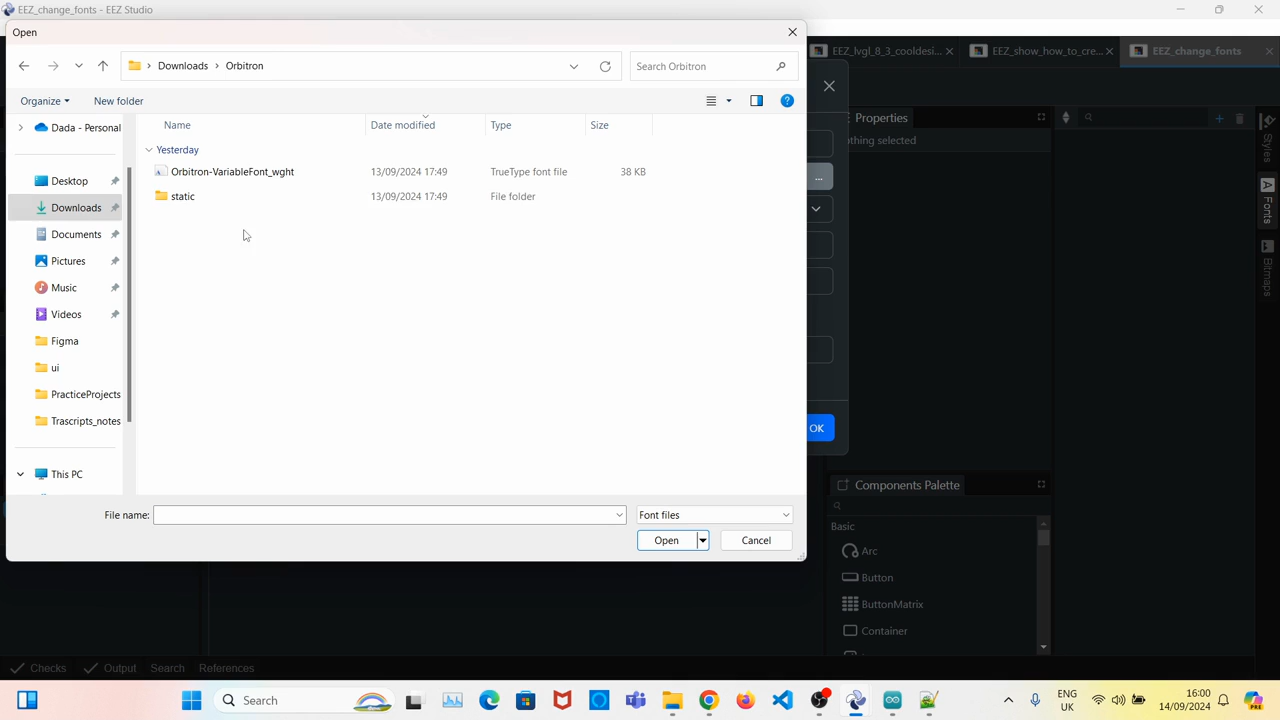 EEZ_change_fonts - EEZ Studio
Open
Downloads
Orbitron
Search Orbitron
EEZ_lvgl_8_3_cooldesi...
EEZ_show_how_to_cre...
EEZ_change_fonts
Organize
New folder
Name
Date modified
Type
Size
Dada - Personal
Yesterday
Orbitron-VariableFont_wght
13/09/2024 17:49
TrueType font file
38 KB
static
13/09/2024 17:49
File folder
Desktop
Downloads
Documents
Pictures
Music
Videos
Figma
ui
PracticeProjects
Trascripts_notes
This PC
File name:
Font files
Open
Cancel
Properties
othing selected
...
OK
Styles
Fonts
Bitmaps
Components Palette
Basic
Arc
Button
ButtonMatrix
Container
Checks
Output
Search
References
Search
ENG
UK
16:00
14/09/2024
PRE